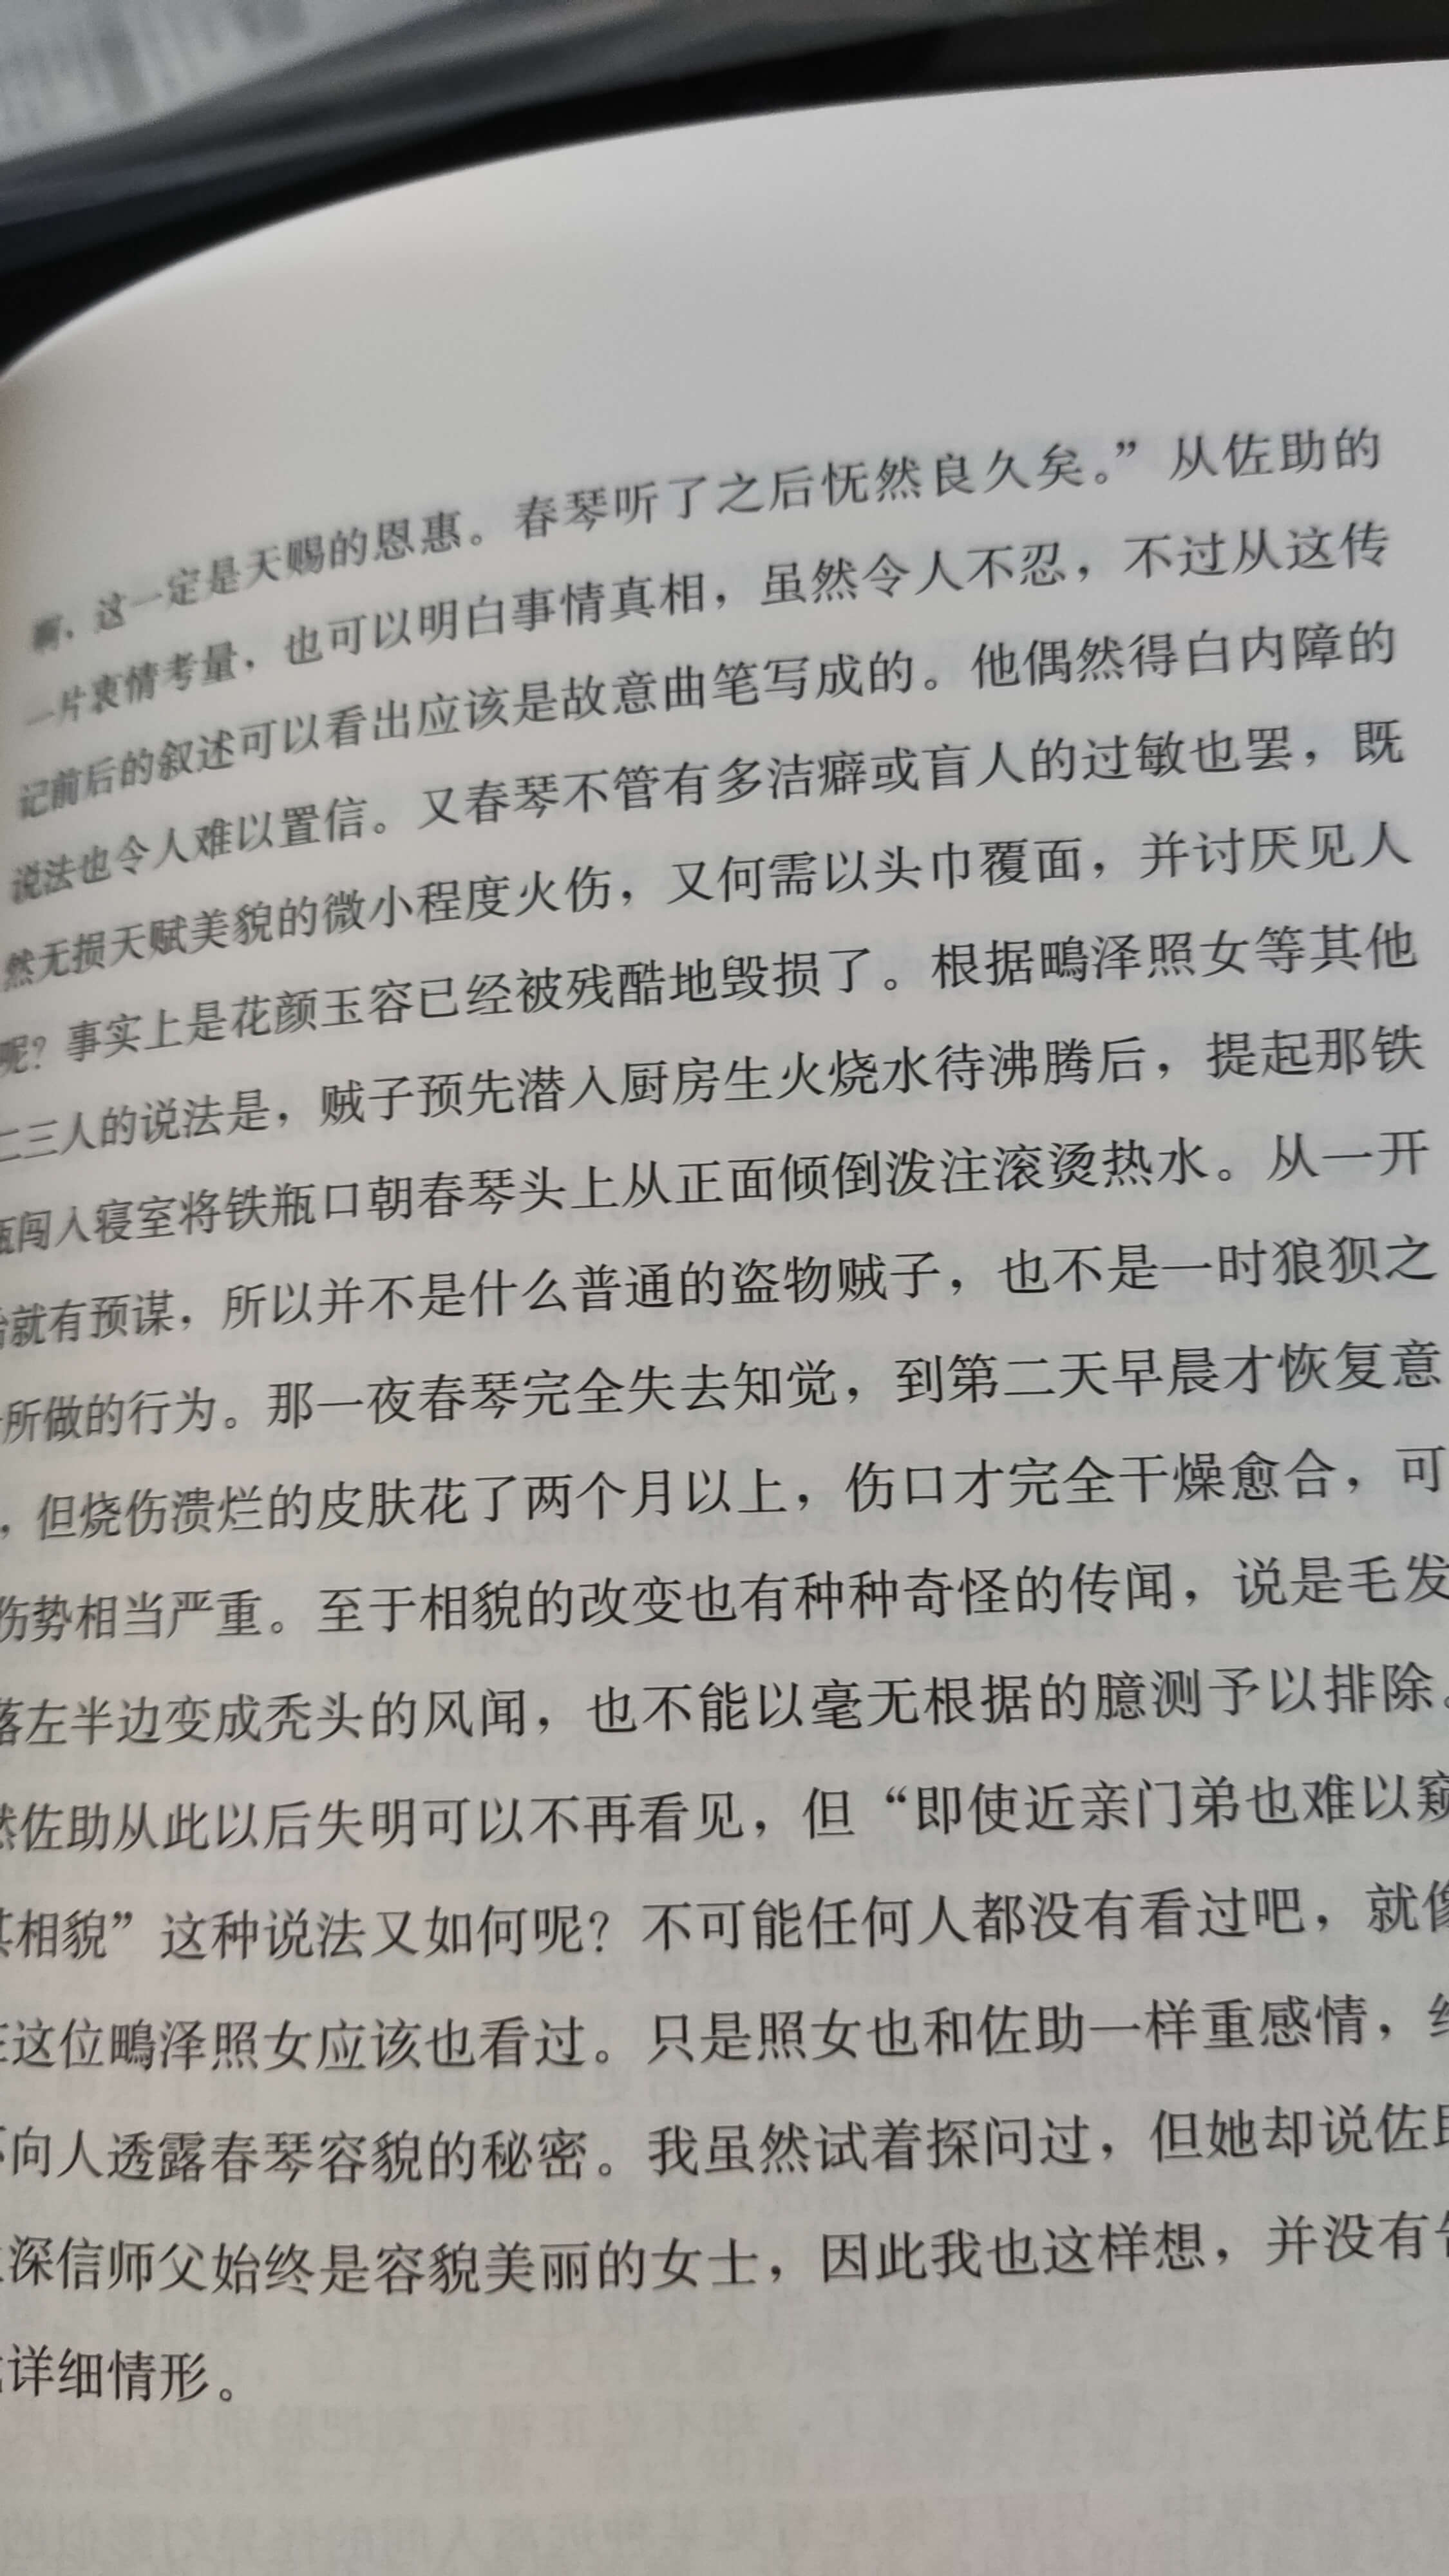 啊，这一定是天赐的恩惠。春琴听了之后怃然良久矣。”从佐助的
一片衷情考量，也可以明白事情真相，虽然令人不忍，不过从这传
记前后的叙述可以看出应该是故意曲笔写成的。他偶然得白内障的
说法也令人难以置信。又春琴不管有多洁癖或盲人的过敏也罢，既
然无损天赋美貌的微小程度火伤，又何需以头巾覆面，并讨厌见人
呢？事实上是花颜玉容已经被残酷地毁损了。根据鴫泽照女等其他
二三人的说法是，贼子预先潜入厨房生火烧水待沸腾后，提起那铁
瓶闯入寝室将铁瓶口朝春琴头上从正面倾倒泼注滚烫热水。从一开
就有预谋，所以并不是什么普通的盗物贼子，也不是一时狼狈之
所做的行为。那一夜春琴完全失去知觉，到第二天早晨才恢复意
，但烧伤溃烂的皮肤花了两个月以上，伤口才完全干燥愈合，可
伤势相当严重。至于相貌的改变也有种种奇怪的传闻，说是毛发
落左半边变成秃头的风闻，也不能以毫无根据的臆测予以排除。
然佐助从此以后失明可以不再看见，但“即使近亲门弟也难以窥
其相貌”这种说法又如何呢？不可能任何人都没有看过吧，就像
这位鴫泽照女应该也看过。只是照女也和佐助一样重感情，
不向人透露春琴容貌的秘密。我虽然试着探问过，但她却说佐助
深信师父始终是容貌美丽的女士，因此我也这样想，并没有告
详细情形。